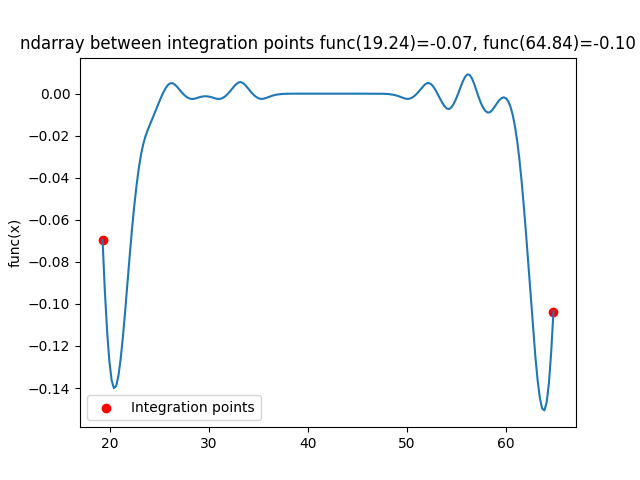 ndarray between integration points func(19.24)=-0.07, func(64.84)=-0.10
func(x)
0.00
−0.02
−0.04
−0.06
−0.08
−0.10
−0.12
−0.14
Integration points
20 30 40 50 60